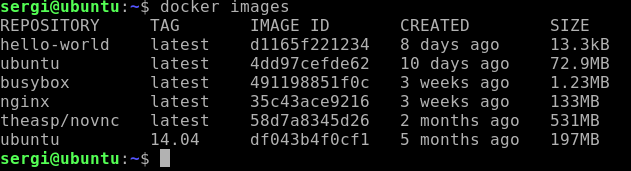 sergi@ubuntu:~$ docker images
REPOSITORY TAG IMAGE ID CREATED SIZE
hello-world latest d1165f221234 8 days ago 13.3kB
ubuntu latest 4dd97cefde62 10 days ago 72.9MB
busybox latest 491198851f0c 3 weeks ago 1.23MB
nginx latest 35c43ace9216 3 weeks ago 133MB
theasp/novnc latest 58d7a8345d26 2 months ago 531MB
ubuntu 14.04 df043b4f0cf1 5 months ago 197MB
sergi@ubuntu:~$